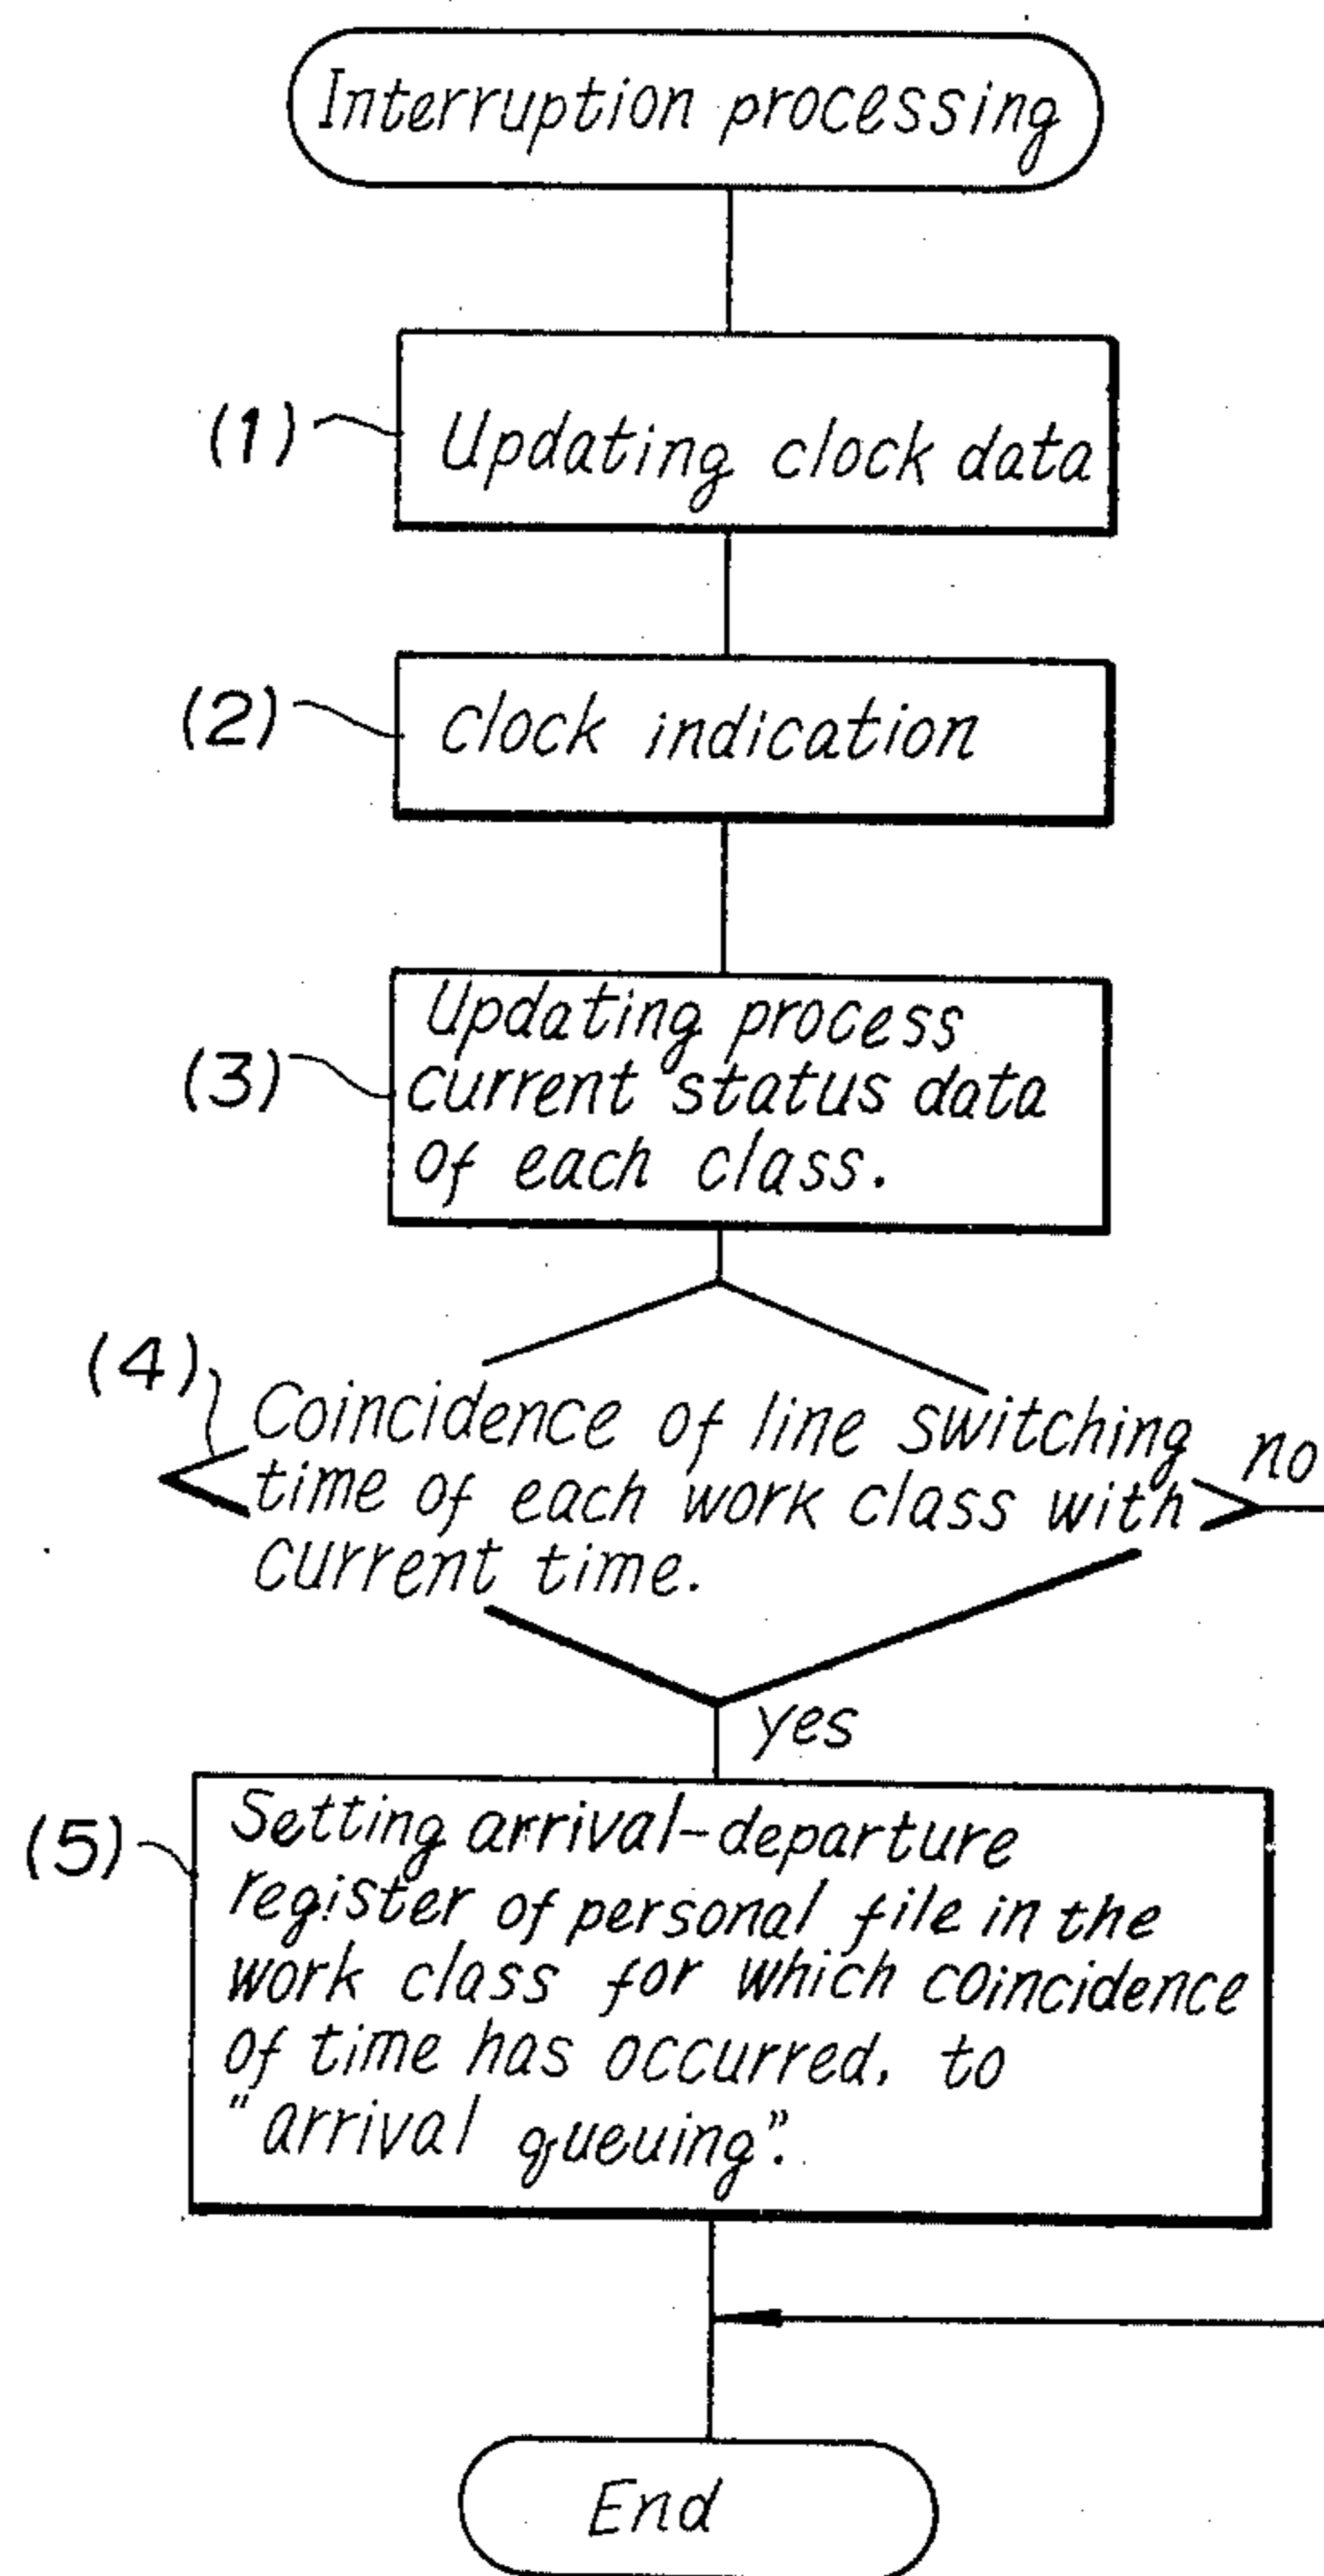 Interruption processing
(1)
Updating clock data
(2)
clock indication
(3)
Updating process
current status data
of each class.
(4)
Coincidence of line switching
time of each work class with
current time.
no
yes
(5)
Setting arrival-departure
register of personal file in the
work class for which coincidence
of time has occurred, to
"arrival queuing".
End